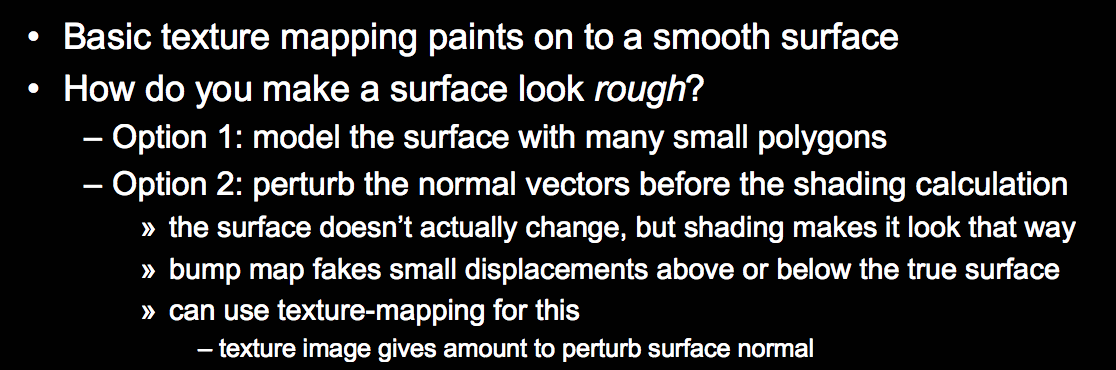 • Basic texture mapping paints on to a smooth surface
• How do you make a surface look rough?
– Option 1: model the surface with many small polygons
– Option 2: perturb the normal vectors before the shading calculation
» the surface doesn’t actually change, but shading makes it look that way
» bump map fakes small displacements above or below the true surface
» can use texture-mapping for this
– texture image gives amount to perturb surface normal